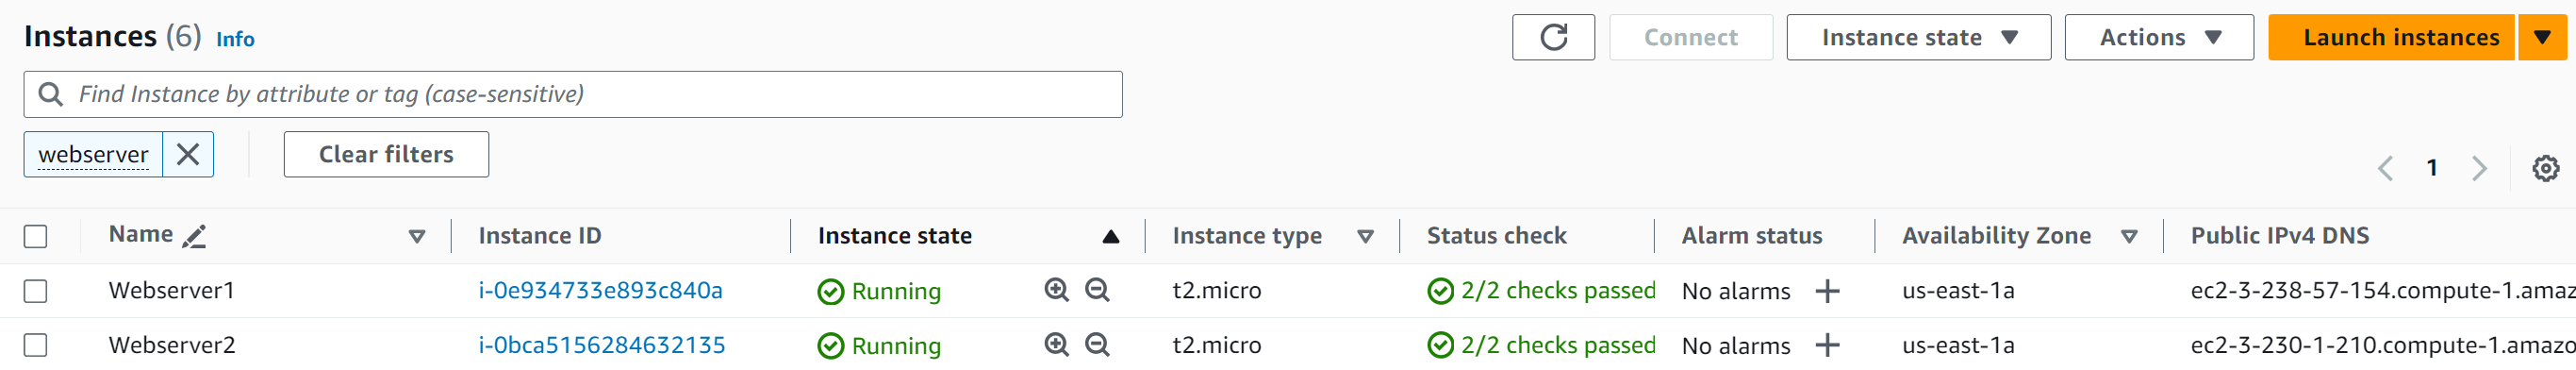 Instances (6) Info
Connect Instance state Actions Launch instances
Find Instance by attribute or tag (case-sensitive)
webserver Clear filters
1
Name Instance ID Instance state Instance type Status check Alarm status Availability Zone Public IPv4 DNS
Webserver1 i-0e934733e893c840a Running t2.micro 2/2 checks passed No alarms us-east-1a ec2-3-238-57-154.compute-1.amaz
Webserver2 i-0bca5156284632135 Running t2.micro 2/2 checks passed No alarms us-east-1a ec2-3-230-1-210.compute-1.amazo